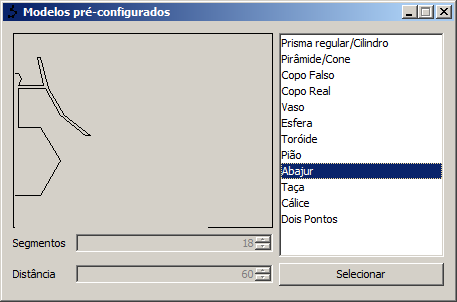 Modelos pré-configurados
Prisma regular/Cilindro
Pirâmide/Cone
Copo Falso
Copo Real
Vaso
Esfera
Toróide
Pião
Abajur
Taça
Cálice
Dois Pontos
Segmentos 18
Distância 60
Selecionar